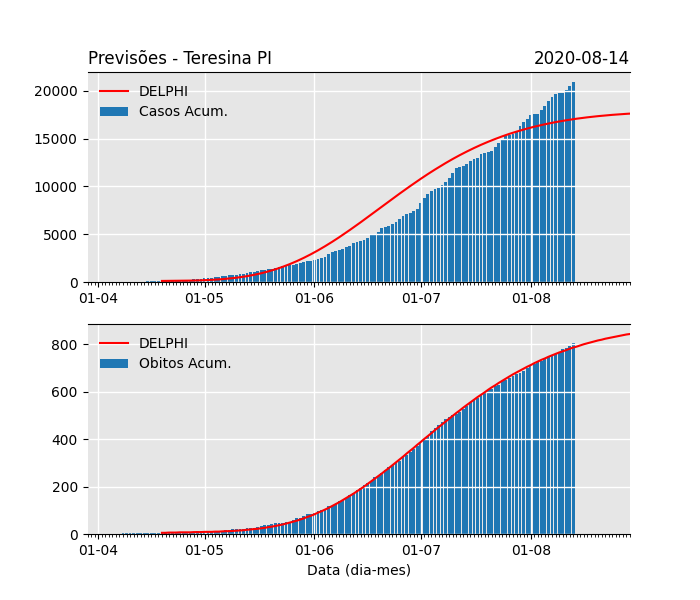 Previsões - Teresina PI 2020-08-14
DELPHI
Casos Acum.
20000
15000
10000
5000
0
01-04 01-05 01-06 01-07 01-08
DELPHI
Obitos Acum.
800
600
400
200
0
01-04 01-05 01-06 01-07 01-08
Data (dia-mes)